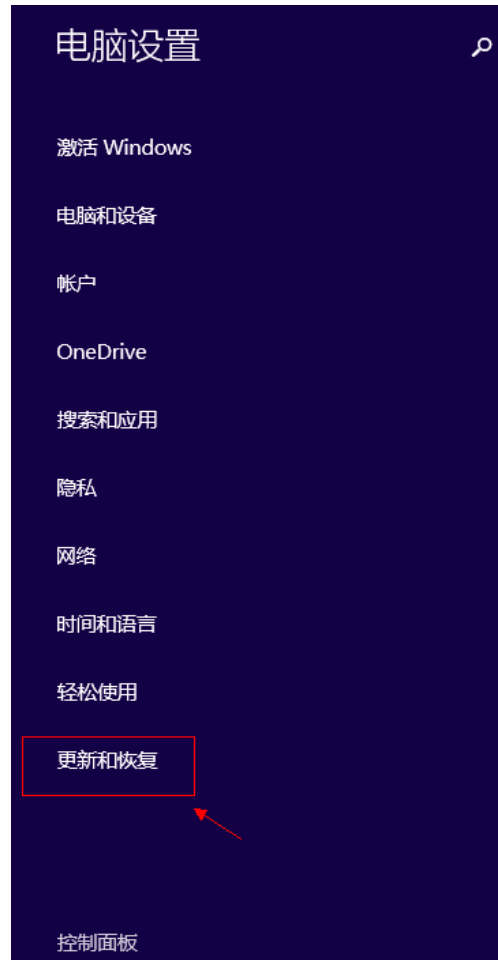 电脑设置
激活 Windows
电脑和设备
帐户
OneDrive
搜索和应用
隐私
网络
时间和语言
轻松使用
更新和恢复
控制面板